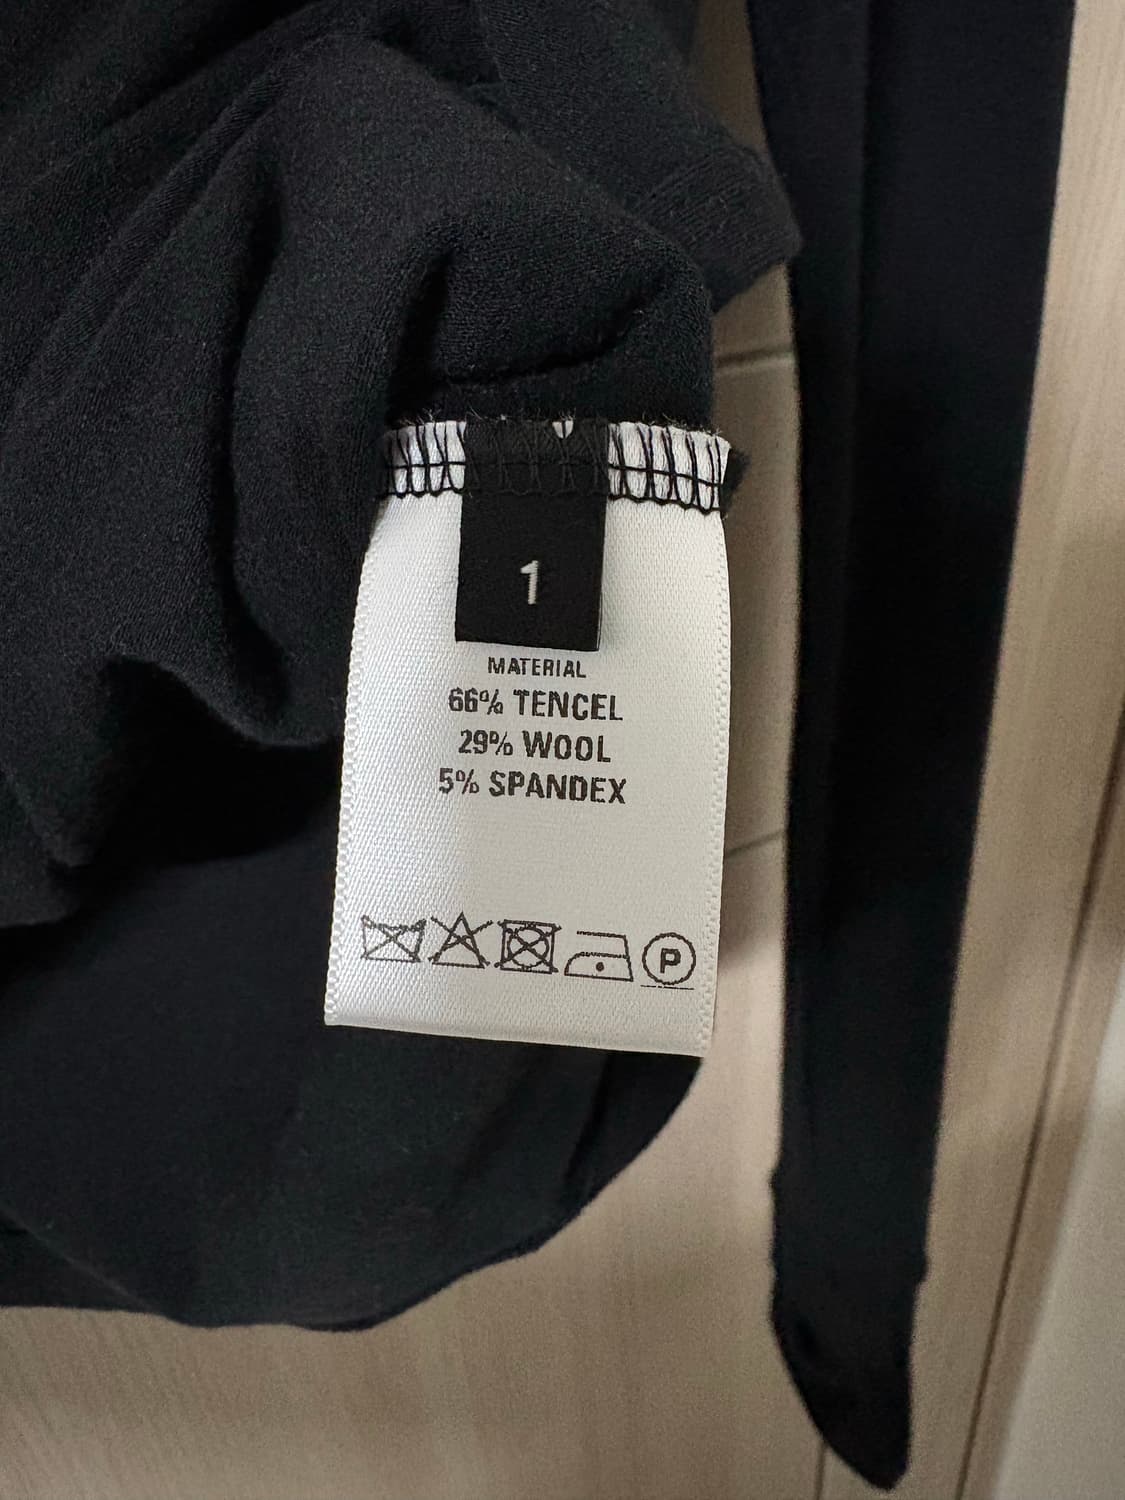 1
MATERIAL
66% TENCEL
29% WOOL
5% SPANDEX
P